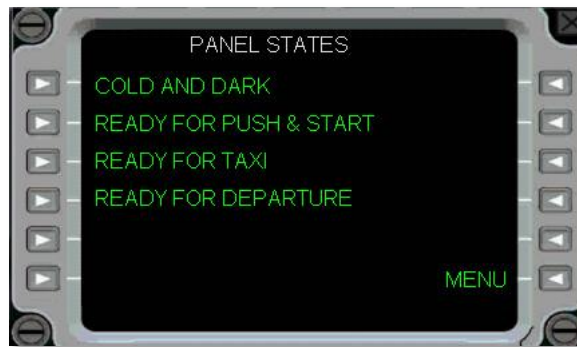 PANEL STATES
COLD AND DARK
READY FOR PUSH & START
READY FOR TAXI
READY FOR DEPARTURE
MENU